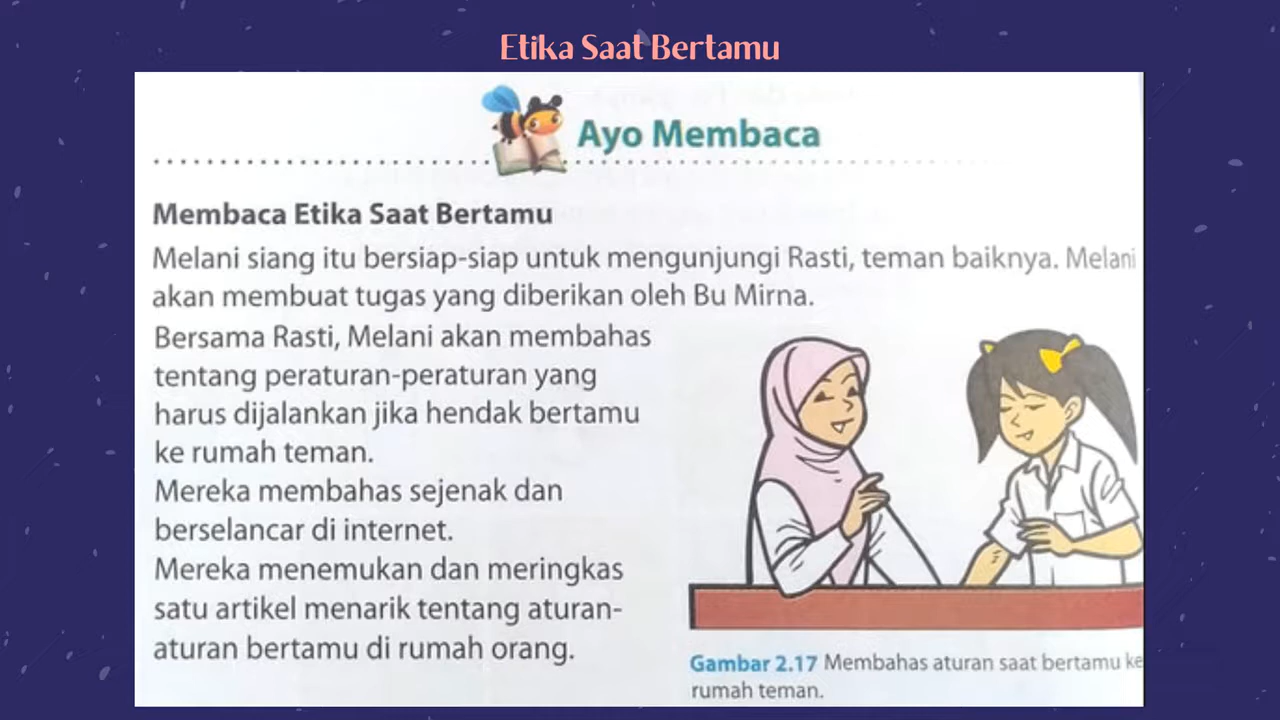 Etika Saat Bertamu
Ayo Membaca
Membaca Etika Saat Bertamu
Melani siang itu bersiap-siap untuk mengunjungi Rasti, teman baiknya. Melani
akan membuat tugas yang diberikan oleh Bu Mirna.
Bersama Rasti, Melani akan membahas
tentang peraturan-peraturan yang
harus dijalankan jika hendak bertamu
ke rumah teman.
Mereka membahas sejenak dan
berselancar di internet.
Mereka menemukan dan meringkas
satu artikel menarik tentang aturan-
aturan bertamu di rumah orang.
Gambar 2.17 Membahas aturan saat bertamu ke
rumah teman.